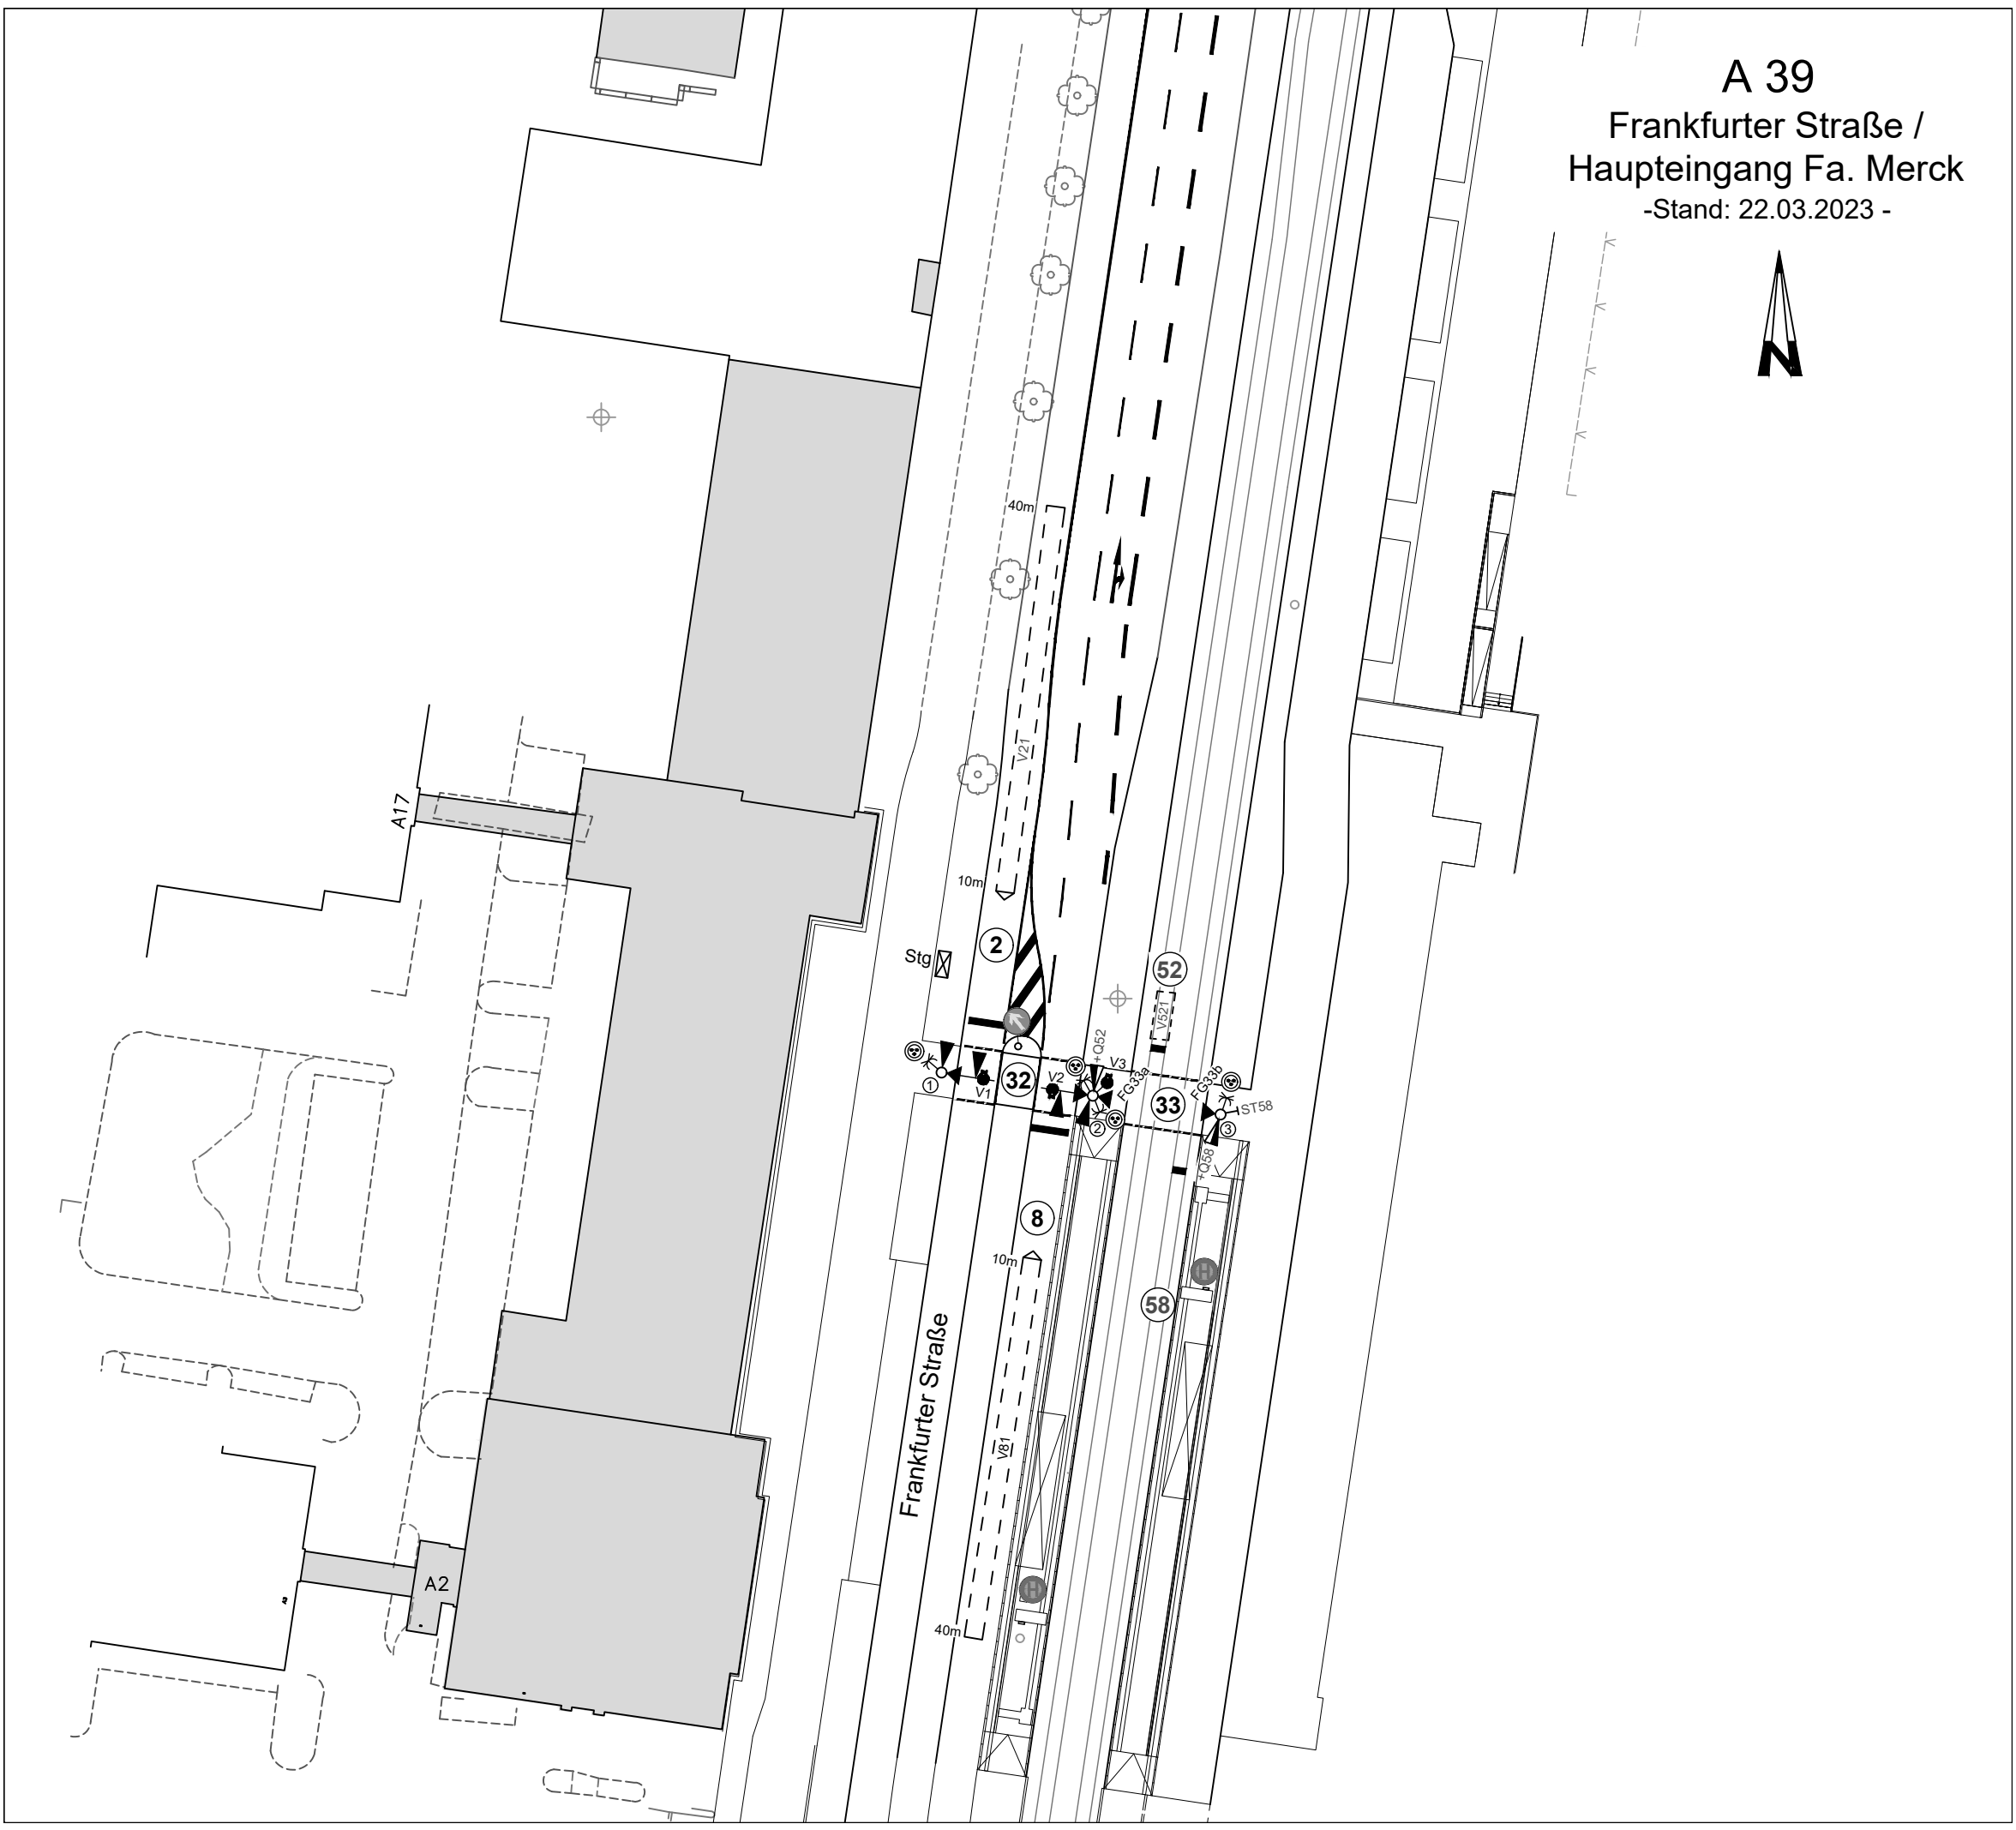 A 39
Frankfurter Straße /
Haupteingang Fa. Merck
-Stand: 22.03.2023 -
N
40m
V21
A17
10m
2
Stg
52
V521
+Q52
V3
1
V1
32
V2
FG33a
33
FG33b
ST58
2
3
+Q58
8
10m
H
58
Frankfurter Straße
V81
A2
H
40m